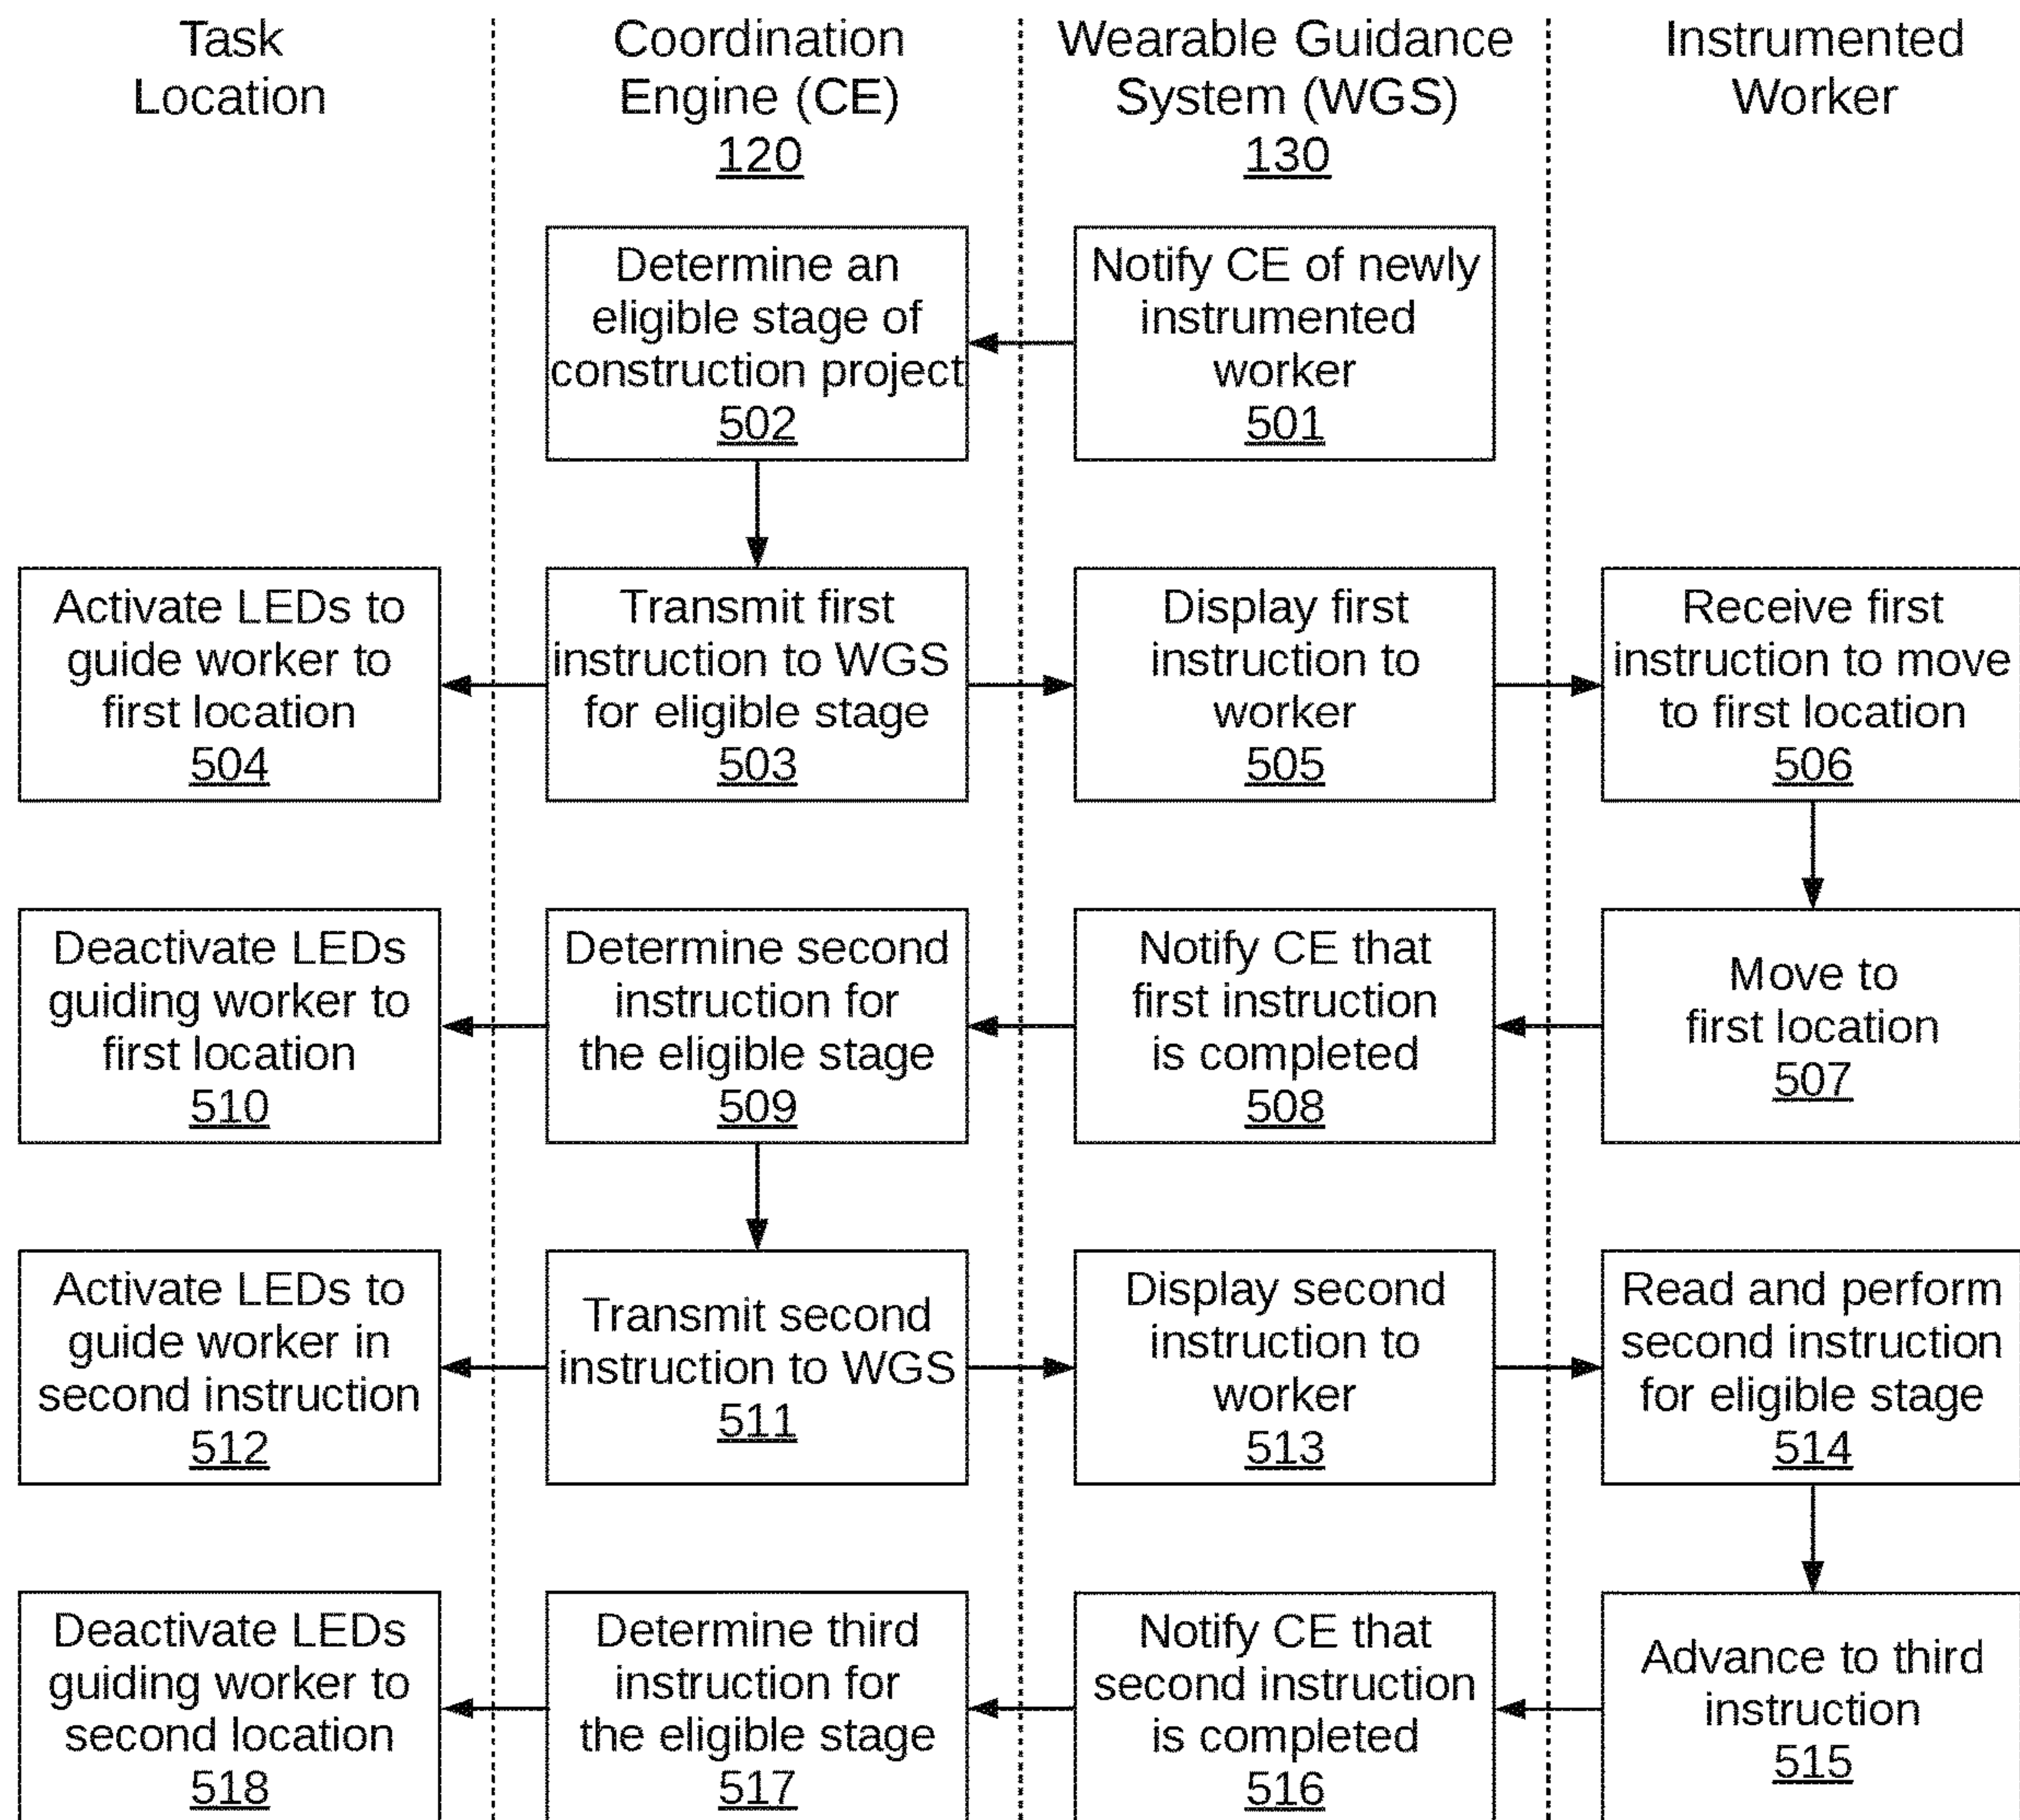 Task
Location
Coordination
Engine (CE)
120
Wearable Guidance
System (WGS)
130
Instrumented
Worker
Determine an
eligible stage of
construction project
502
Notify CE of newly
instrumented
worker
501
Activate LEDs to
guide worker to
first location
504
Transmit first
instruction to WGS
for eligible stage
503
Display first
instruction to
worker
505
Receive first
instruction to move
to first location
506
Deactivate LEDs
guiding worker to
first location
510
Determine second
instruction for
the eligible stage
509
Notify CE that
first instruction
is completed
508
Move to
first location
507
Activate LEDs to
guide worker in
second instruction
512
Transmit second
instruction to WGS
511
Display second
instruction to
worker
513
Read and perform
second instruction
for eligible stage
514
Deactivate LEDs
guiding worker to
second location
518
Determine third
instruction for
the eligible stage
517
Notify CE that
second instruction
is completed
516
Advance to third
instruction
515